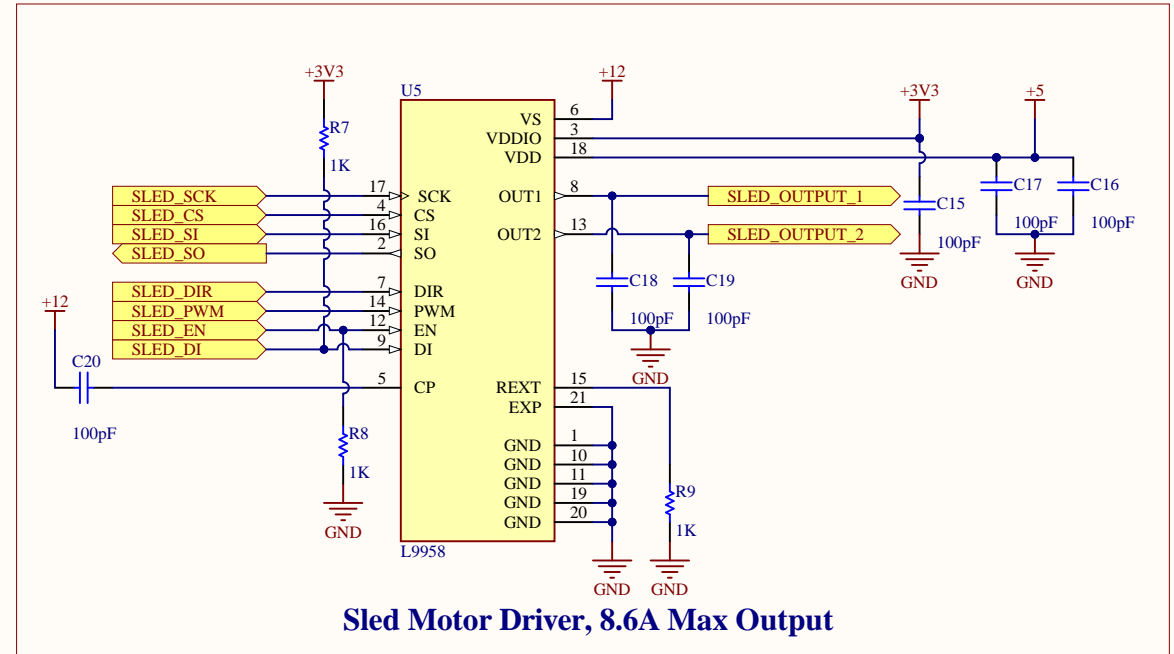 +3V3
R7
1K
U5
+12
+3V3
+5
VS 6
VDDIO 3
VDD 18
SLED_SCK 17 SCK
SLED_CS 4 CS
SLED_SI 16 SI
SLED_SO 2 SO
OUT1 8 SLED_OUTPUT_1
OUT2 13 SLED_OUTPUT_2
C15
100pF
GND
C17
100pF
C16
100pF
GND
C18
100pF
C19
100pF
GND
SLED_DIR 7 DIR
SLED_PWM 14 PWM
SLED_EN 12 EN
SLED_DI 9 DI
+12
C20
100pF
5 CP
R8
1K
GND
REXT 15
EXP 21
GND 1
GND 10
GND 11
GND 19
GND 20
R9
1K
GND
GND
L9958
Sled Motor Driver, 8.6A Max Output